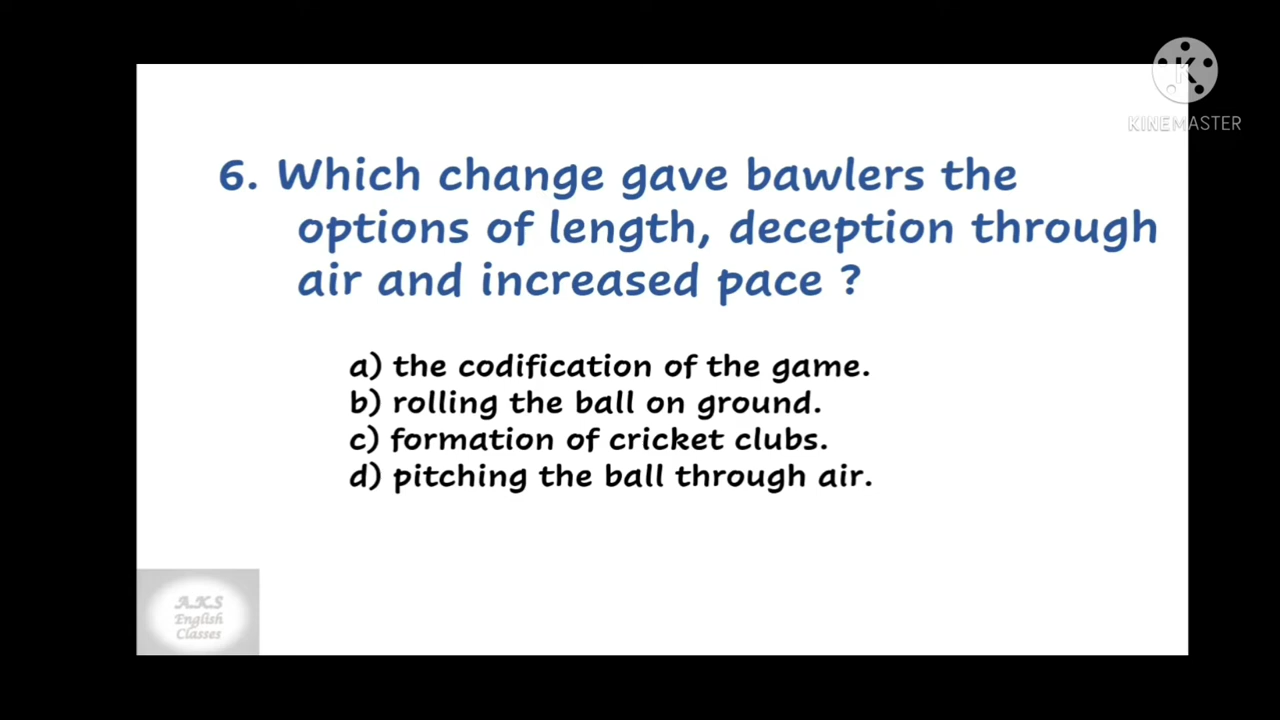 KINEMASTER
6. Which change gave bawlers the
options of length, deception through
air and increased pace ?
a) the codification of the game.
b) rolling the ball on ground.
c) formation of cricket clubs.
d) pitching the ball through air.
A.K.S
English
Classes